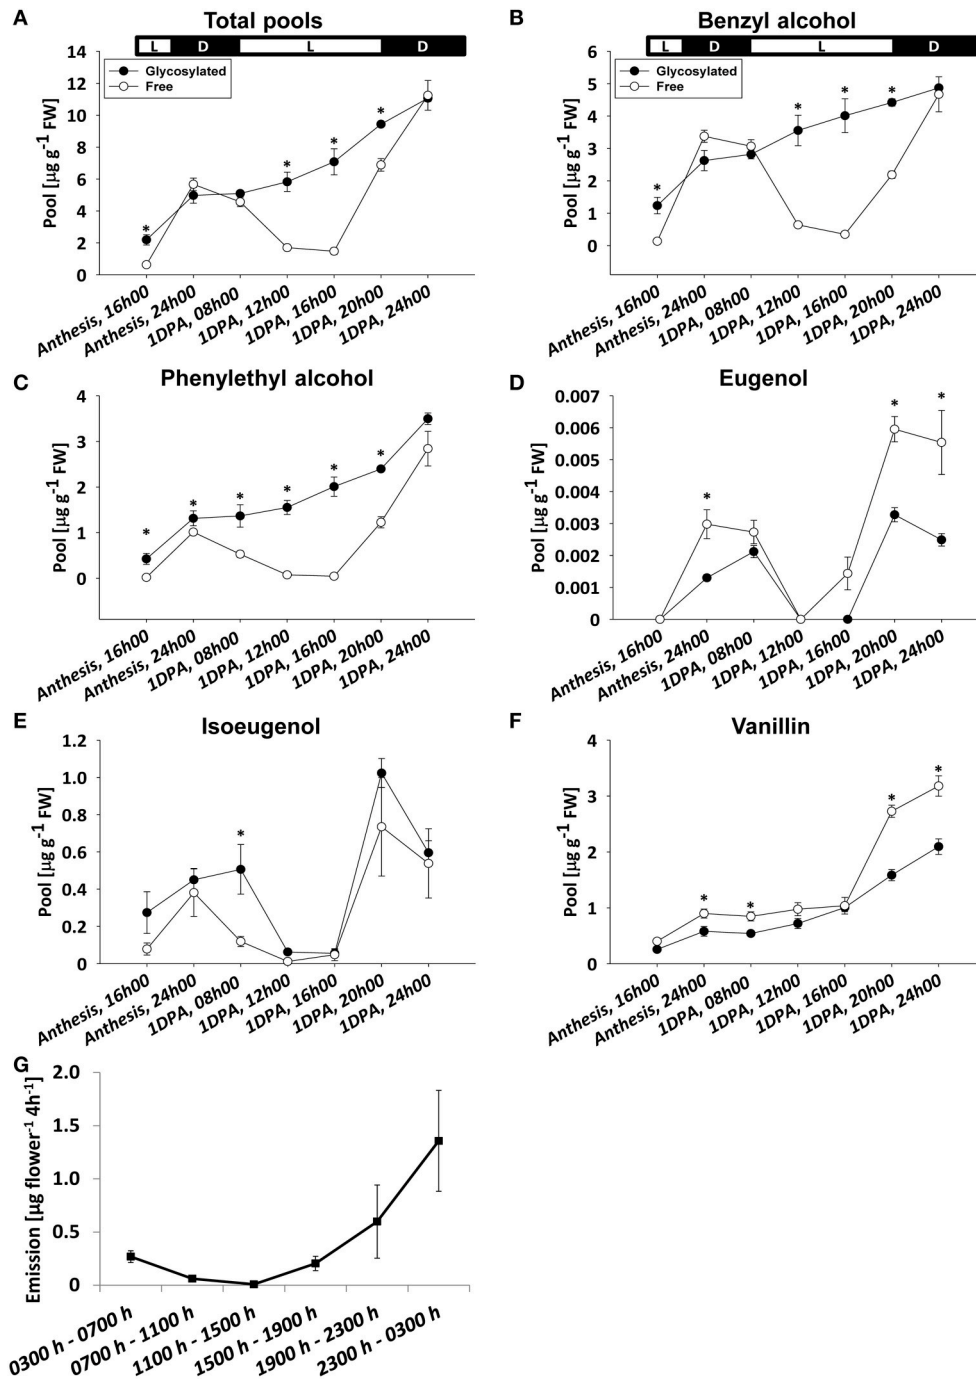 A
Total pools
L D L D
Glycosylated
Free
14
12
10
8
6
4
2
0
Pool [µg g-1 FW]
* * * *
Anthesis, 16h00
Anthesis, 24h00
1DPA, 08h00
1DPA, 12h00
1DPA, 16h00
1DPA, 20h00
1DPA, 24h00
B
Benzyl alcohol
L D L D
Glycosylated
Free
6
5
4
3
2
1
0
Pool [µg g-1 FW]
* * * *
Anthesis, 16h00
Anthesis, 24h00
1DPA, 08h00
1DPA, 12h00
1DPA, 16h00
1DPA, 20h00
1DPA, 24h00
C
Phenylethyl alcohol
4
3
2
1
0
Pool [µg g-1 FW]
* * * * * *
Anthesis, 16h00
Anthesis, 24h00
1DPA, 08h00
1DPA, 12h00
1DPA, 16h00
1DPA, 20h00
1DPA, 24h00
D
Eugenol
0.007
0.006
0.005
0.004
0.003
0.002
0.001
0
Pool [µg g-1 FW]
* * *
Anthesis, 16h00
Anthesis, 24h00
1DPA, 08h00
1DPA, 12h00
1DPA, 16h00
1DPA, 20h00
1DPA, 24h00
E
Isoeugenol
1.2
1.0
0.8
0.6
0.4
0.2
0
Pool [µg g-1 FW]
*
Anthesis, 16h00
Anthesis, 24h00
1DPA, 08h00
1DPA, 12h00
1DPA, 16h00
1DPA, 20h00
1DPA, 24h00
F
Vanillin
4
3
2
1
0
Pool [µg g-1 FW]
* * * *
Anthesis, 16h00
Anthesis, 24h00
1DPA, 08h00
1DPA, 12h00
1DPA, 16h00
1DPA, 20h00
1DPA, 24h00
G
2.0
1.5
1.0
0.5
0
Emission [µg flower-1 4h-1]
0300 h - 0700 h
0700 h - 1100 h
1100 h - 1500 h
1500 h - 1900 h
1900 h - 2300 h
2300 h - 0300 h